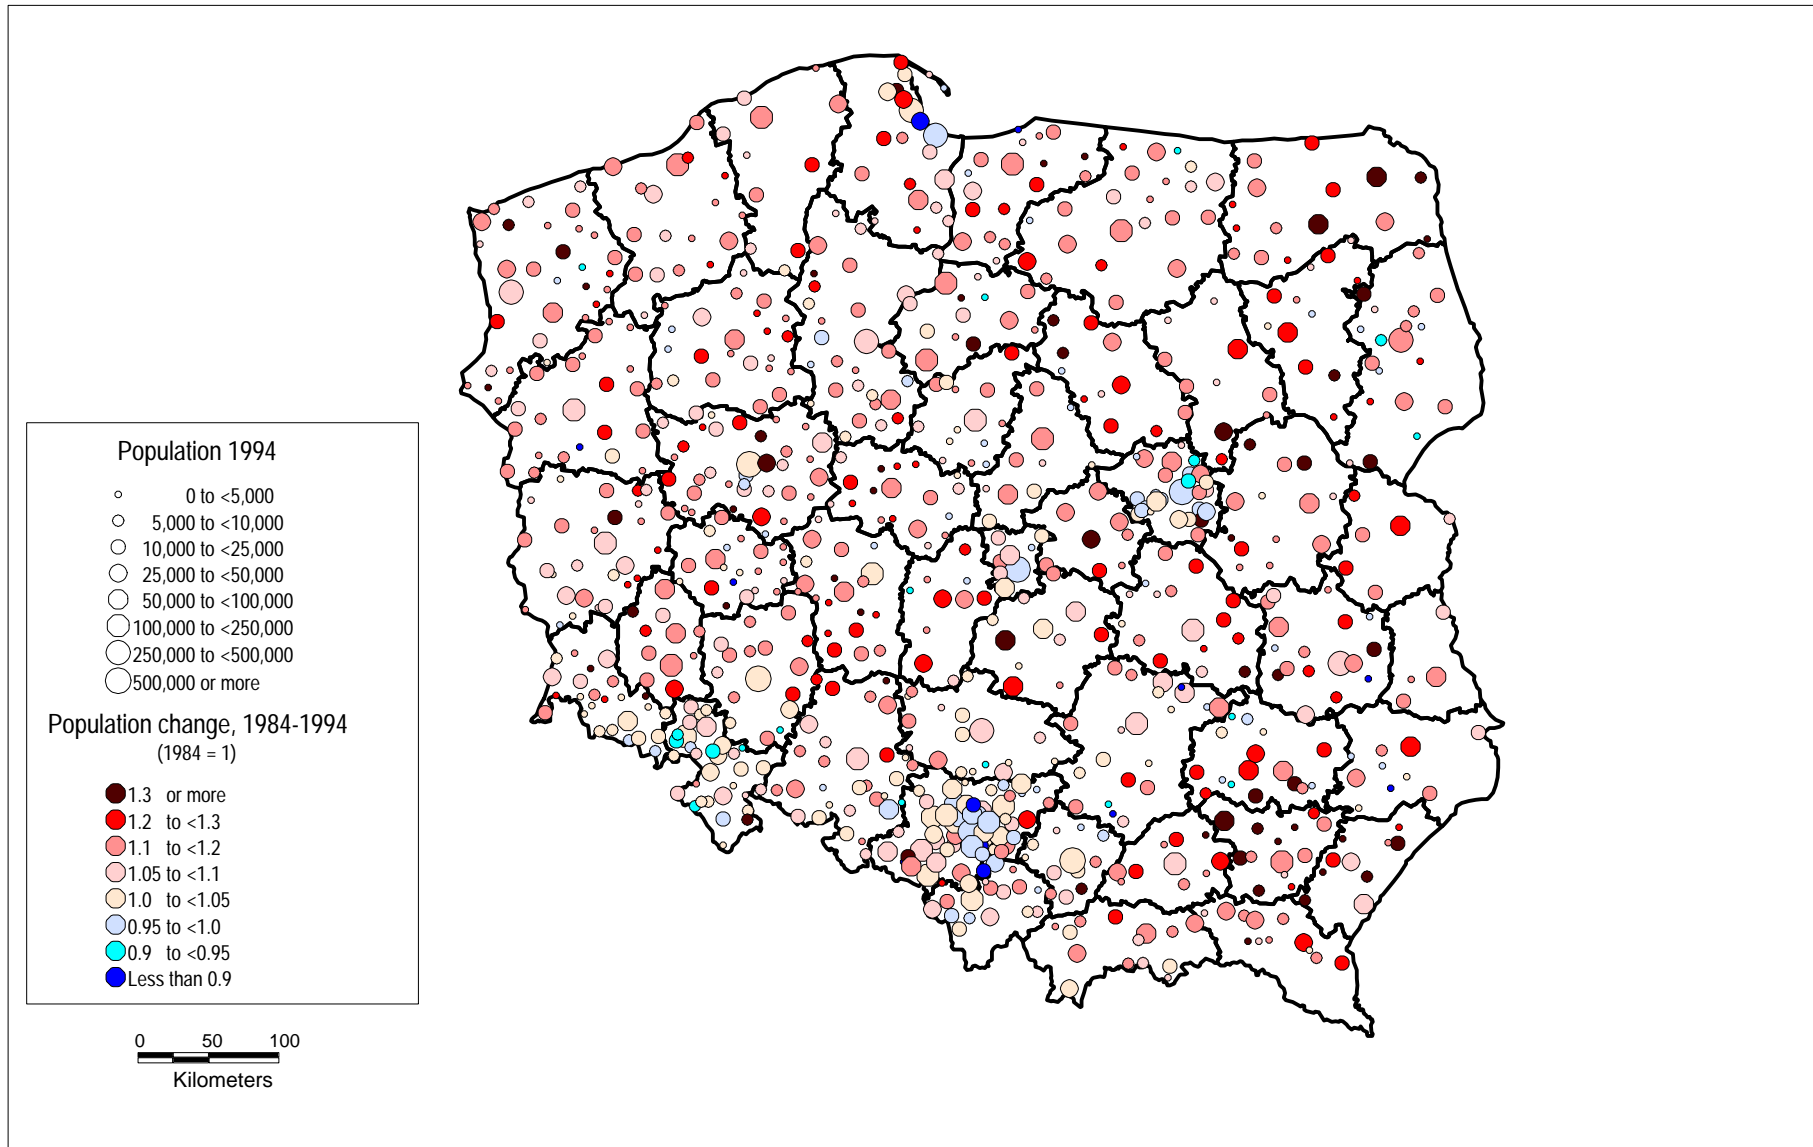 Population 1994
0 to <5,000
5,000 to <10,000
10,000 to <25,000
25,000 to <50,000
50,000 to <100,000
100,000 to <250,000
250,000 to <500,000
500,000 or more
Population change, 1984-1994
(1984 = 1)
1.3 or more
1.2 to <1.3
1.1 to <1.2
1.05 to <1.1
1.0 to <1.05
0.95 to <1.0
0.9 to <0.95
Less than 0.9
0 50 100
Kilometers